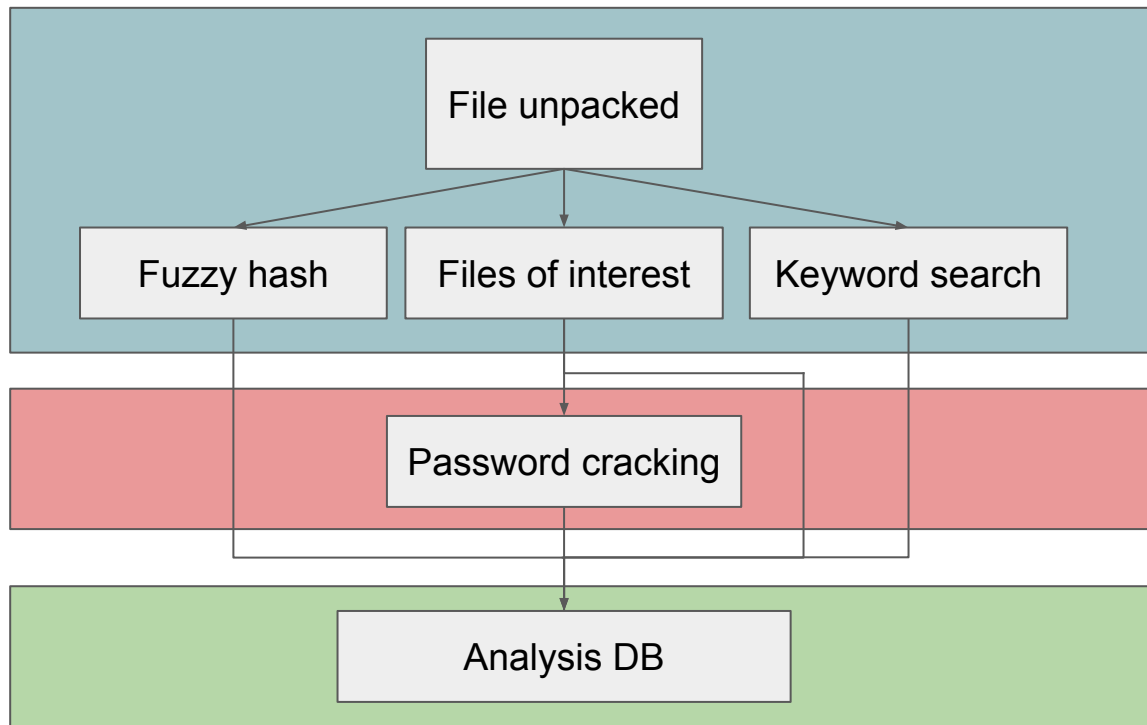 File unpacked
Fuzzy hash
Files of interest
Keyword search
Password cracking
Analysis DB